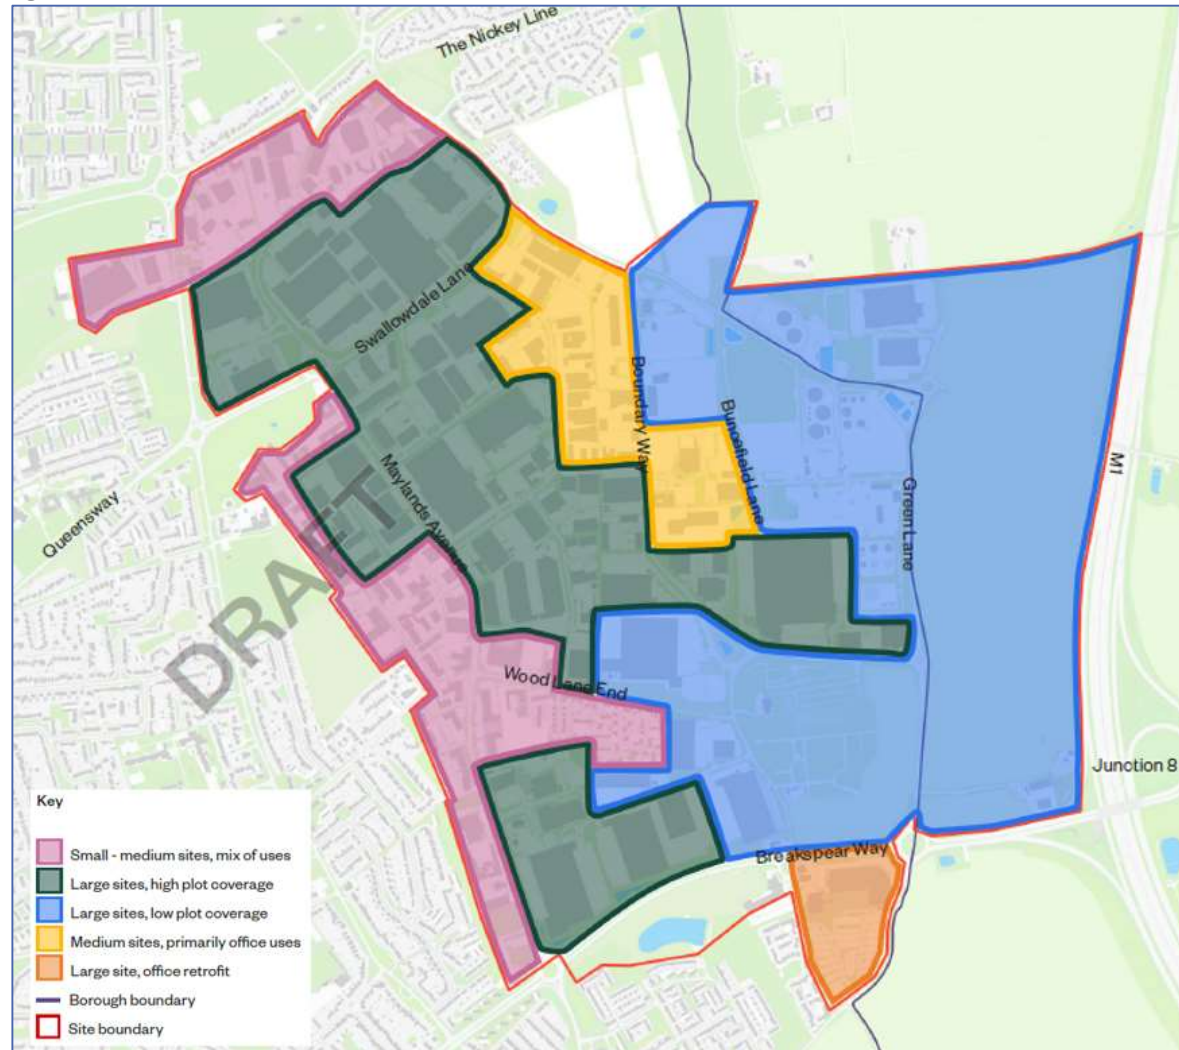 The Nickey Line
Swallowdale Lane
Boundary Way
Buncefield Lane
Maylands Avenue
Green Lane
M1
Queensway
DRAFT
Wood Lane End
Junction 8
Breakspear Way
Key
Small - medium sites, mix of uses
Large sites, high plot coverage
Large sites, low plot coverage
Medium sites, primarily office uses
Large site, office retrofit
Borough boundary
Site boundary